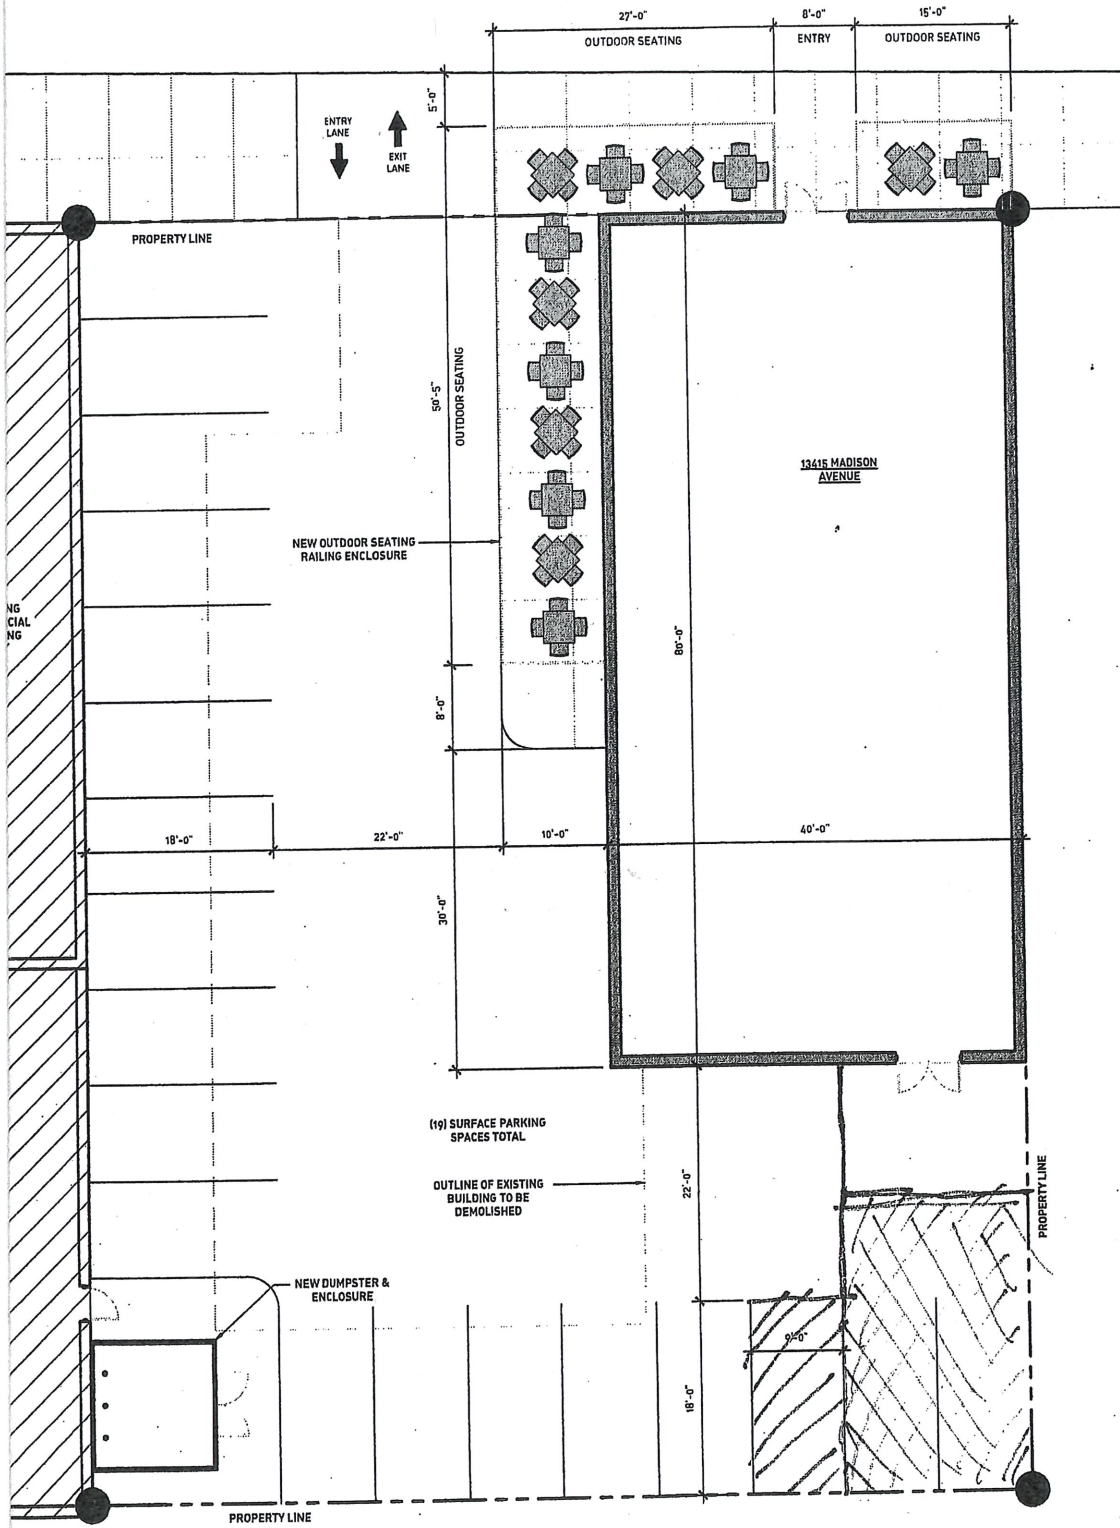 27'-0"
8'-0"
15'-0"
OUTDOOR SEATING
ENTRY
OUTDOOR SEATING
5'-0"
ENTRY
LANE
EXIT
LANE
PROPERTY LINE
50'-5"
OUTDOOR SEATING
13415 MADISON
AVENUE
NEW OUTDOOR SEATING
RAILING ENCLOSURE
NG
CIAL
NG
80'-0"
8'-0"
18'-0"
22'-0"
10'-0"
40'-0"
30'-0"
(19) SURFACE PARKING
SPACES TOTAL
OUTLINE OF EXISTING
BUILDING TO BE
DEMOLISHED
22'-0"
PROPERTY LINE
NEW DUMPSTER &
ENCLOSURE
9'-0"
18'-0"
PROPERTY LINE